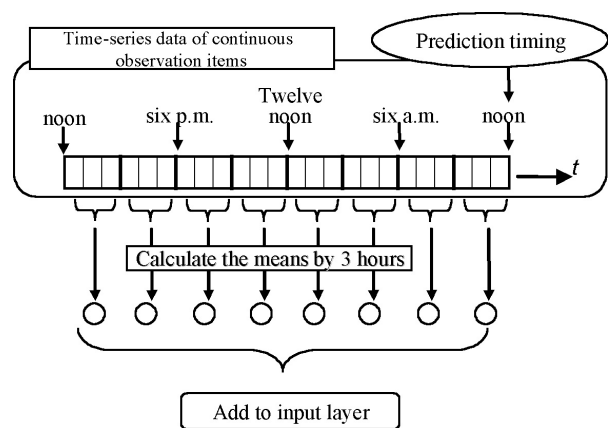 Time-series data of continuous
observation items
Prediction timing
noon
six p.m.
Twelve
noon
six a.m.
noon
t
Calculate the means by 3 hours
Add to input layer